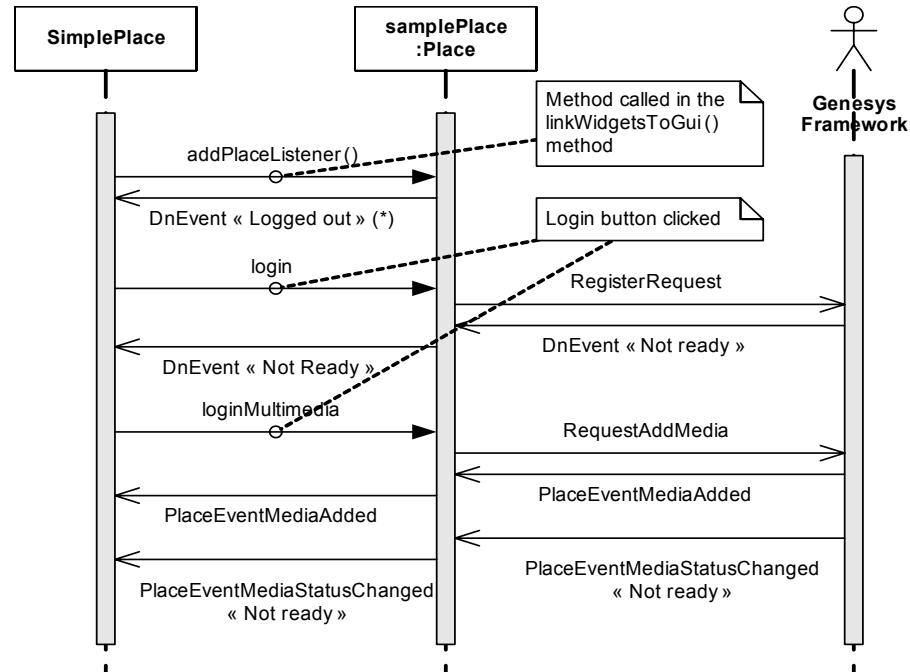 SimplePlace
samplePlace
:Place
Genesys
Framework
Method called in the
linkWidgetsToGui()
method
addPlaceListener()
DnEvent « Logged out » (*)
Login button clicked
login
RegisterRequest
DnEvent « Not ready »
DnEvent « Not Ready »
loginMultimedia
RequestAddMedia
PlaceEventMediaAdded
PlaceEventMediaAdded
PlaceEventMediaStatusChanged
« Not ready »
PlaceEventMediaStatusChanged
« Not ready »